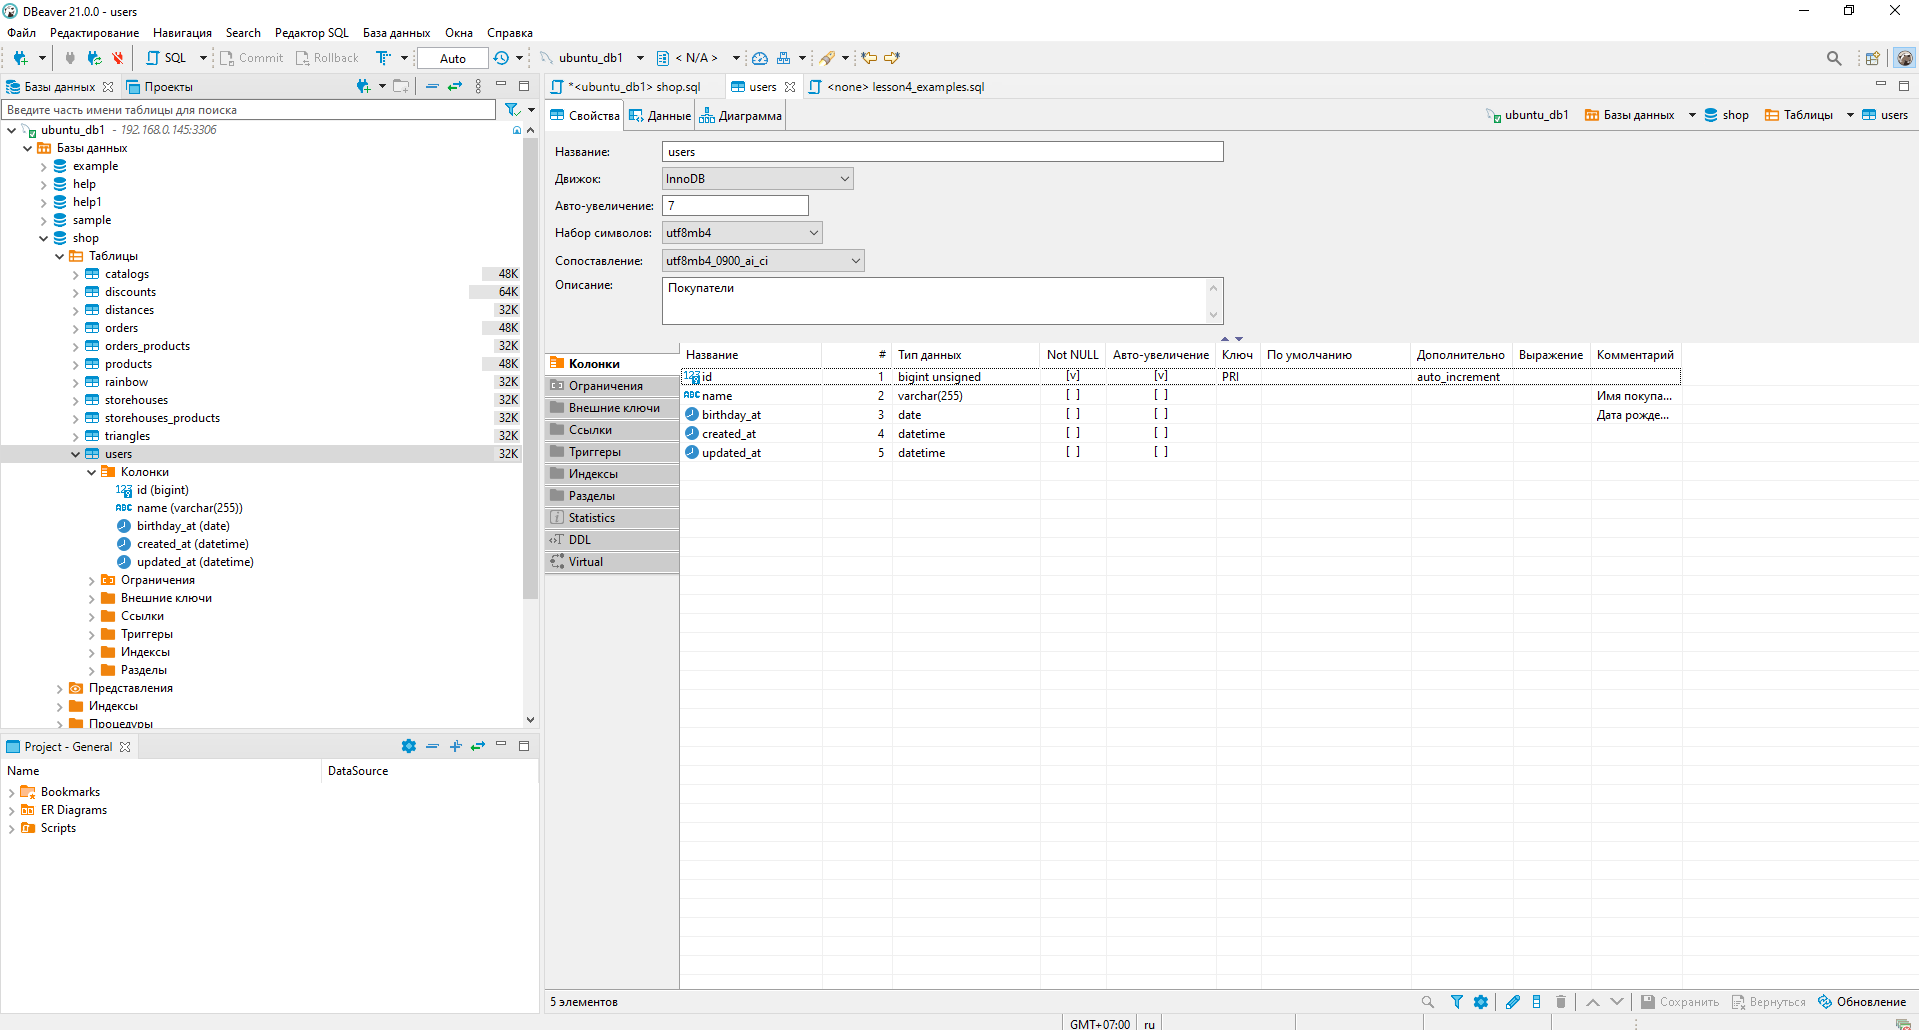 DBeaver 21.0.0 - users
Файл Редактирование Навигация Search Редактор SQL База данных Окна Справка
SQL Commit Rollback Auto ubuntu_db1 < N/A >
Базы данных Проекты
Введите часть имени таблицы для поиска
ubuntu_db1 - 192.168.0.145:3306
Базы данных
example
help
help1
sample
shop
Таблицы
catalogs 48K
discounts 64K
distances 32K
orders 48K
orders_products 32K
products 48K
rainbow 32K
storehouses 32K
storehouses_products 32K
triangles 32K
users 32K
Колонки
id (bigint)
name (varchar(255))
birthday_at (date)
created_at (datetime)
updated_at (datetime)
Ограничения
Внешние ключи
Ссылки
Триггеры
Индексы
Разделы
Представления
Индексы
Процедуры
Project - General
Name DataSource
Bookmarks
ER Diagrams
Scripts
*<ubuntu_db1> shop.sql users <none> lesson4_examples.sql
Свойства Данные Диаграмма ubuntu_db1 Базы данных shop Таблицы users
Название: users
Движок: InnoDB
Авто-увеличение: 7
Набор символов: utf8mb4
Сопоставление: utf8mb4_0900_ai_ci
Описание: Покупатели
Колонки
Ограничения
Внешние ключи
Ссылки
Триггеры
Индексы
Разделы
Statistics
DDL
Virtual
Название # Тип данных Not NULL Авто-увеличение Ключ По умолчанию Дополнительно Выражение Комментарий
123 id 1 bigint unsigned [v] [v] PRI auto_increment
ABC name 2 varchar(255) [ ] [ ] Имя покупа...
birthday_at 3 date [ ] [ ] Дата рожде...
created_at 4 datetime [ ] [ ]
updated_at 5 datetime [ ] [ ]
5 элементов Сохранить Вернуться Обновление
GMT+07:00 ru